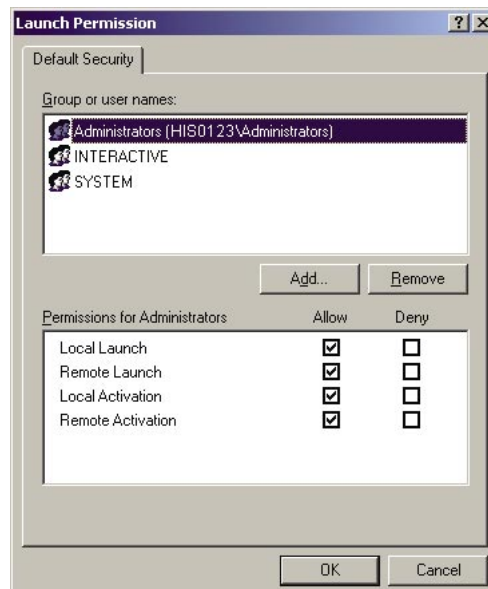 Launch Permission
Default Security
Group or user names:
Administrators (HIS0123\Administrators)
INTERACTIVE
SYSTEM
Add... Remove
Permissions for Administrators Allow Deny
Local Launch
Remote Launch
Local Activation
Remote Activation
OK Cancel